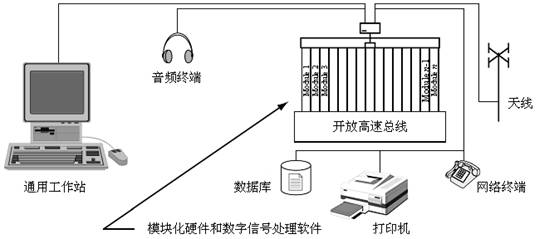 音频终端
Module 1
Module 2
Module 3
Module n-1
Module n
天线
开放高速总线
通用工作站
数据库
打印机
网络终端
模块化硬件和数字信号处理软件